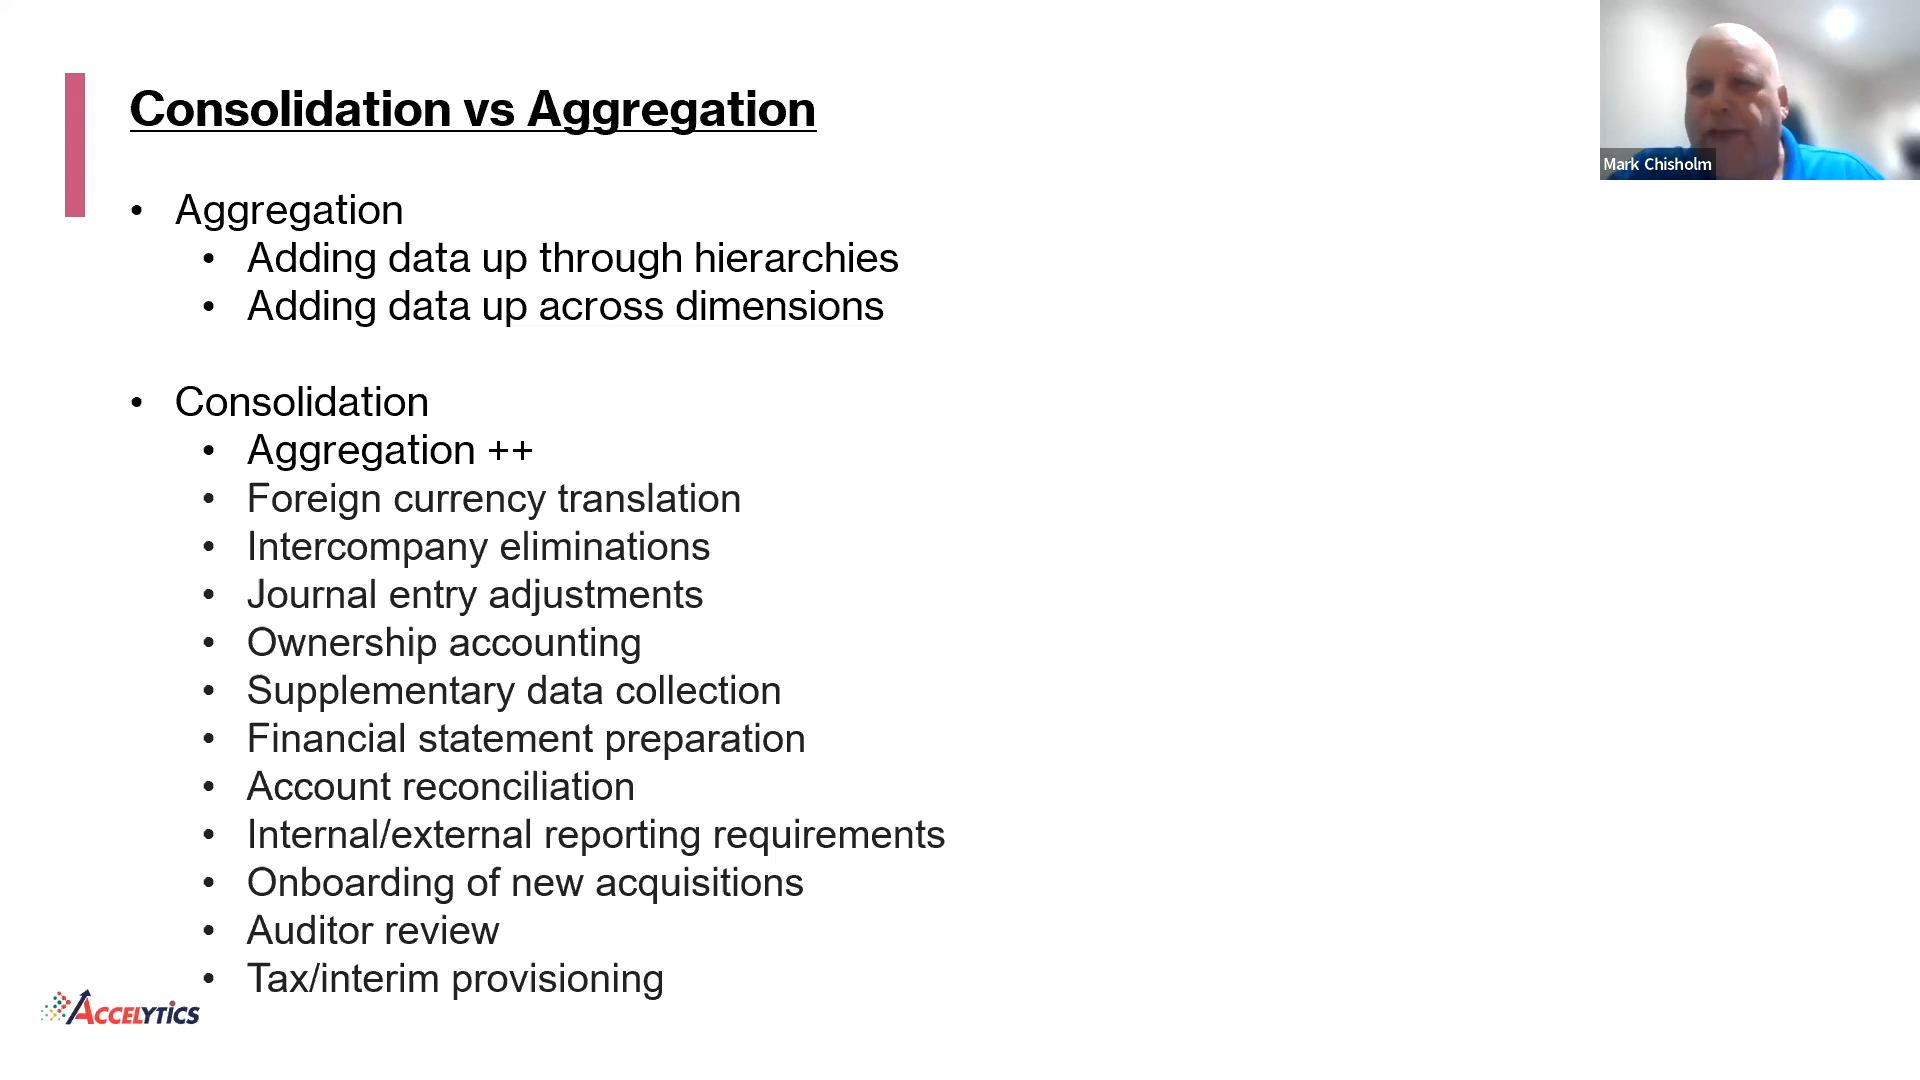 Consolidation vs Aggregation
• Aggregation
• Adding data up through hierarchies
• Adding data up across dimensions
• Consolidation
• Aggregation ++
• Foreign currency translation
• Intercompany eliminations
• Journal entry adjustments
• Ownership accounting
• Supplementary data collection
• Financial statement preparation
• Account reconciliation
• Internal/external reporting requirements
• Onboarding of new acquisitions
• Auditor review
• Tax/interim provisioning
ACCELYTICS
Mark Chisholm